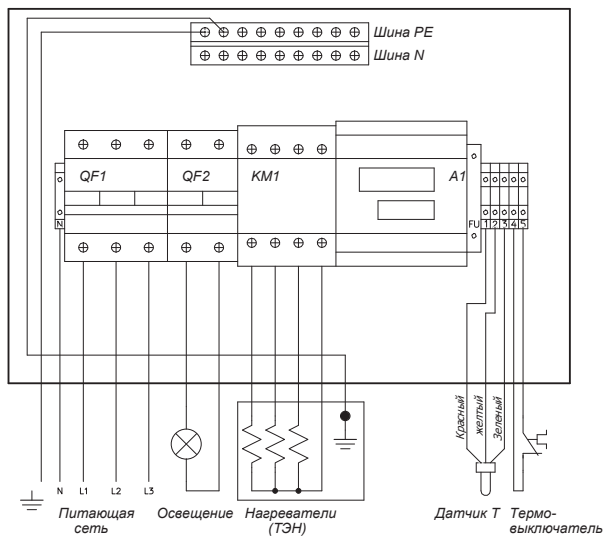 Шина PE
Шина N
QF1
QF2
KM1
A1
N
FU
1
2
3
4
5
Красный
желтый
Зеленый
N
L1
L2
L3
Питающая
сеть
Освещение
Нагреватели
(ТЭН)
Датчик Т
Термо-
выключатель